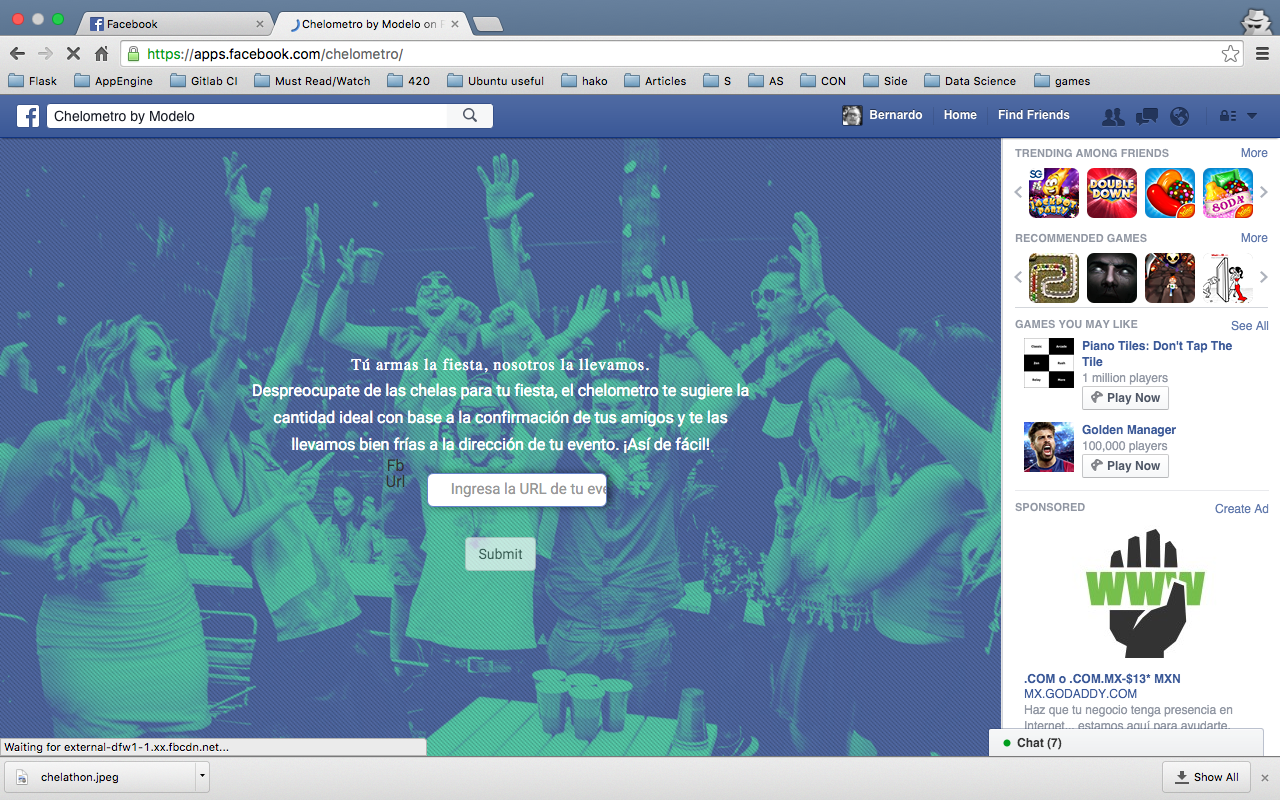 Facebook
Chelometro by Modelo on F
https://apps.facebook.com/chelometro/
Flask
AppEngine
Gitlab CI
Must Read/Watch
420
Ubuntu useful
hako
Articles
S
AS
CON
Side
Data Science
games
Chelometro by Modelo
Bernardo
Home
Find Friends
Tú armas la fiesta, nosotros la llevamos.
Despreocupate de las chelas para tu fiesta, el chelometro te sugiere la
cantidad ideal con base a la confirmación de tus amigos y te las
llevamos bien frías a la dirección de tu evento. ¡Así de fácil!
Fb
Url
Ingresa la URL de tu eve
Submit
TRENDING AMONG FRIENDS
More
SG
JACKPOT
PARTY
DOUBLE
DOWN
SODA
RECOMMENDED GAMES
More
GAMES YOU MAY LIKE
See All
Piano Tiles: Don't Tap The
Tile
1 million players
Play Now
Golden Manager
100,000 players
Play Now
SPONSORED
Create Ad
WWW
.COM o .COM.MX-$13* MXN
MX.GODADDY.COM
Haz que tu negocio tenga presencia en
Internet... estamos aquí para ayudarte.
Chat (7)
Waiting for external-dfw1-1.xx.fbcdn.net...
chelathon.jpeg
Show All